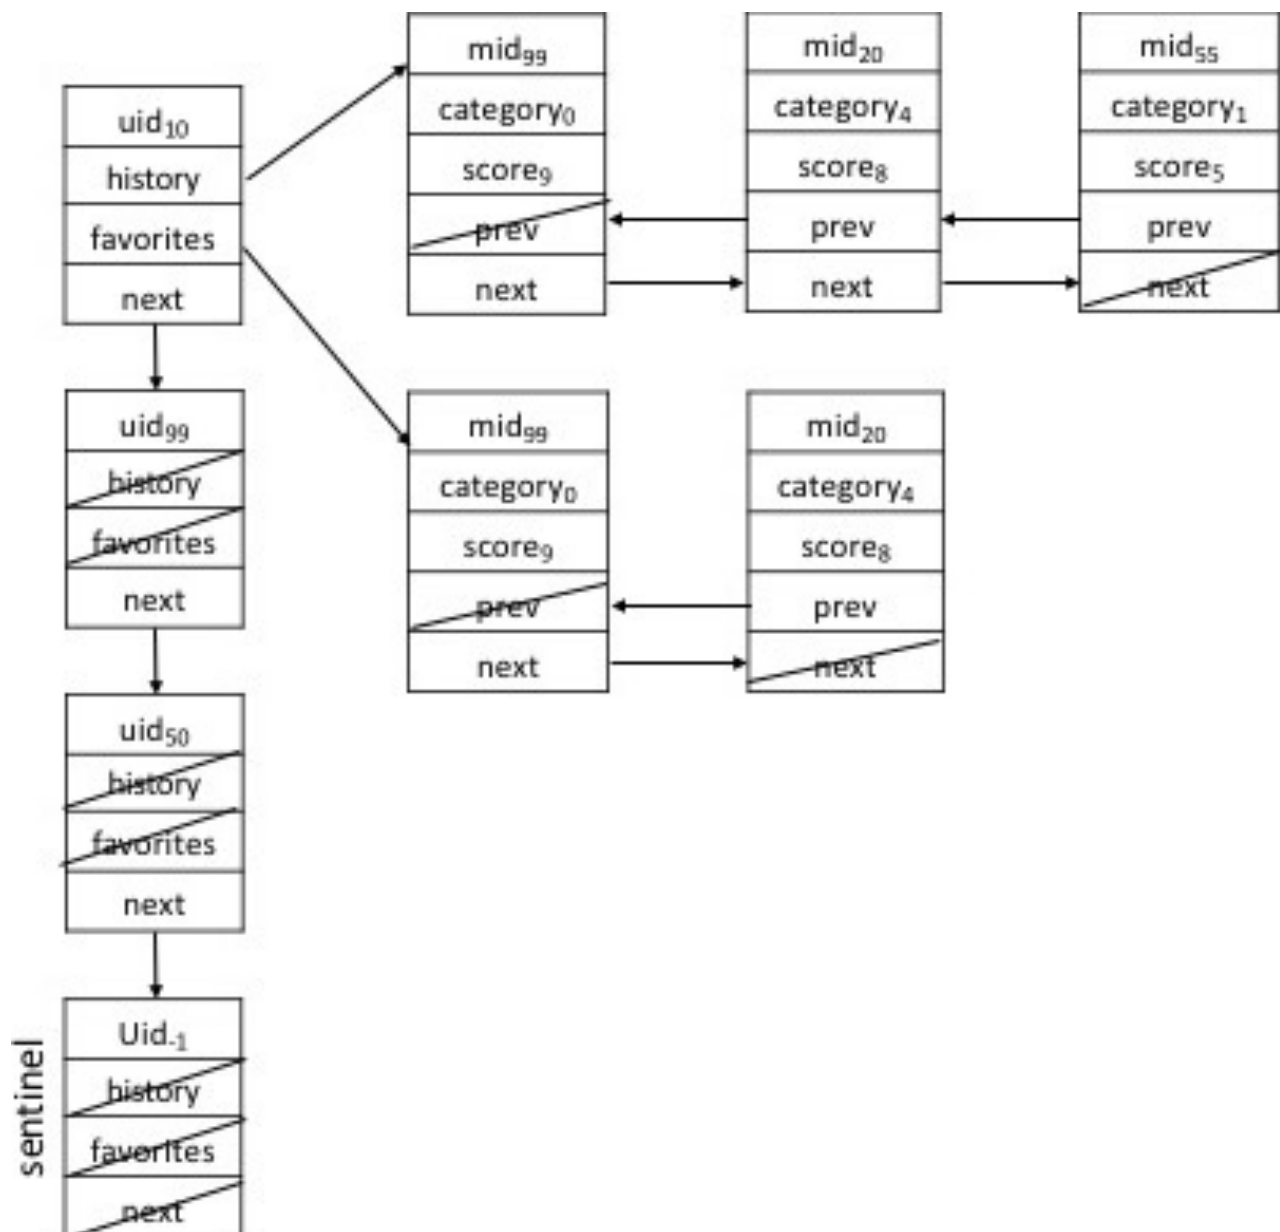 uid10
history
favorites
next
mid99
category0
score9
prev
next
mid20
category4
score8
prev
next
mid55
category1
score5
prev
next
uid99
history
favorites
next
mid99
category0
score9
prev
next
mid20
category4
score8
prev
next
uid50
history
favorites
next
sentinel
Uid-1
history
favorites
next